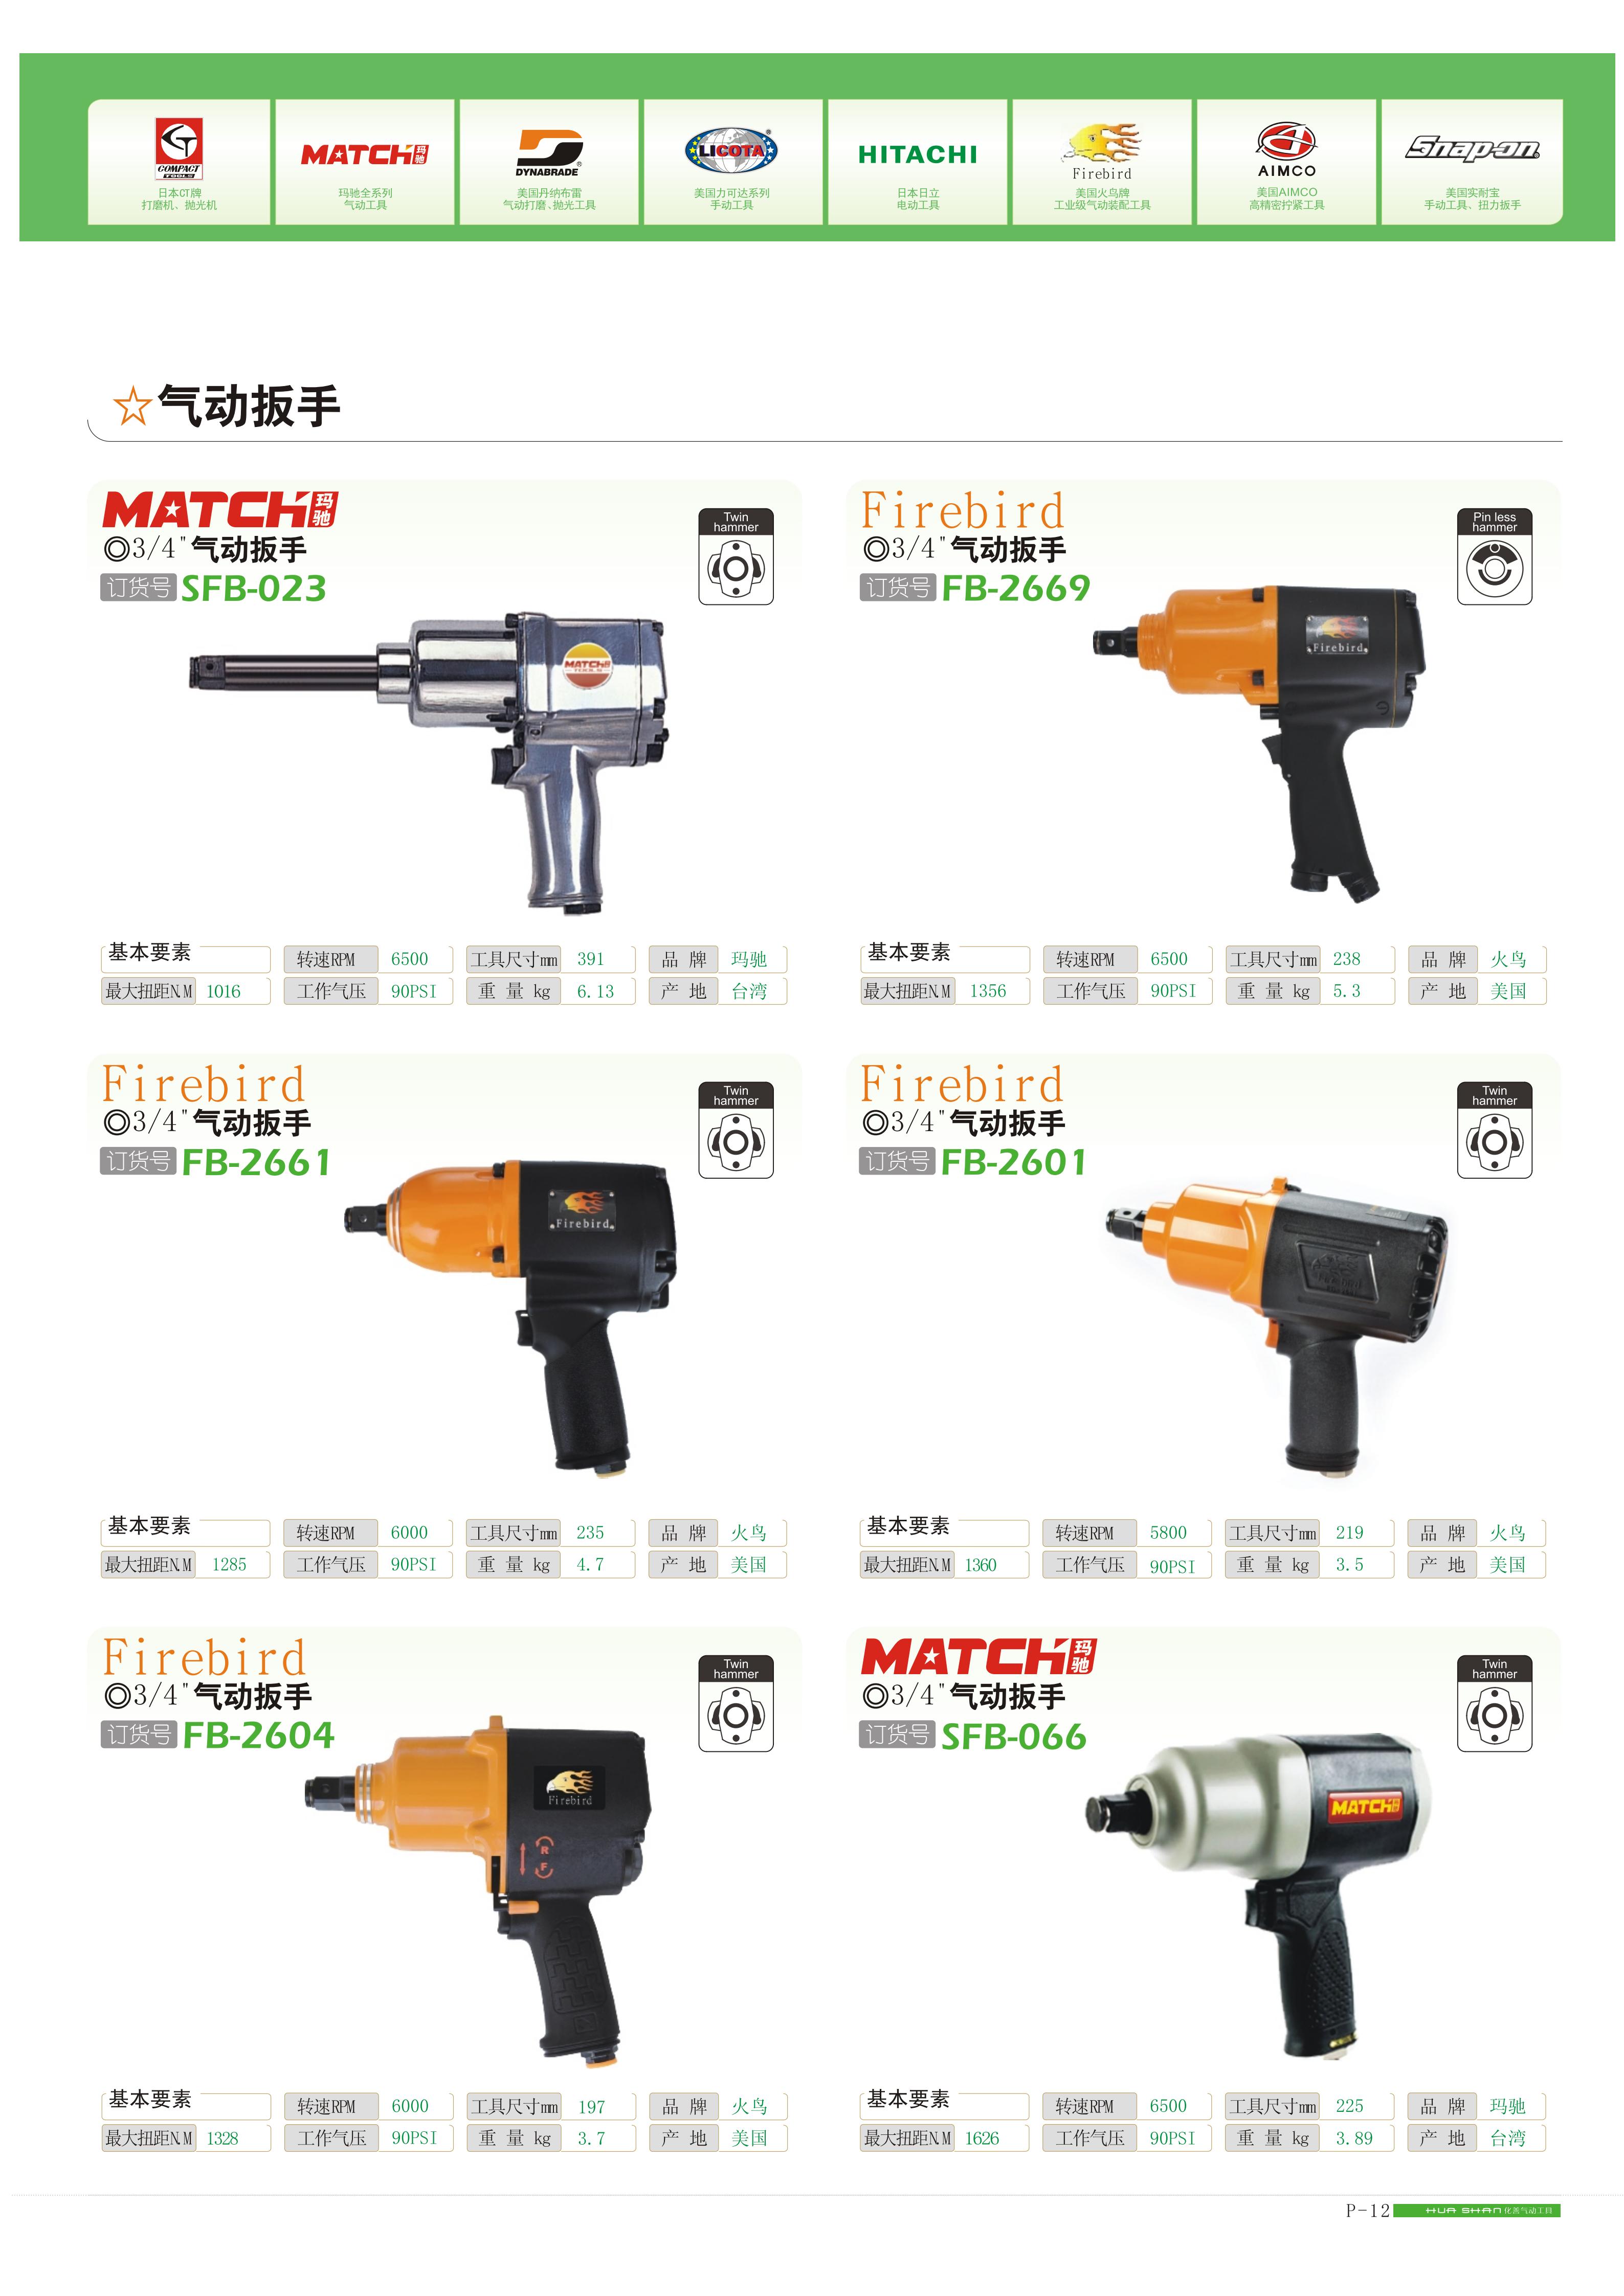 COMPACT
TOOLS
日本CT牌
打磨机、抛光机
MATCH 玛驰
玛驰全系列
气动工具
DYNABRADE
美国丹纳布雷
气动打磨、抛光工具
LICOTA
美国力可达系列
手动工具
HITACHI
日本日立
电动工具
Firebird
美国火鸟牌
工业级气动装配工具
AIMCO
美国AIMCO
高精密拧紧工具
Snap-on
美国实耐宝
手动工具、扭力扳手
☆气动扳手
MATCH 玛驰
◎3/4"气动扳手
订货号 SFB-023
Twin
hammer
MATCH
TOOLS
基本要素 转速RPM 6500 工具尺寸mm 391 品 牌 玛驰
最大扭距N.M 1016 工作气压 90PSI 重 量 kg 6.13 产 地 台湾
Firebird
◎3/4"气动扳手
订货号 FB-2669
Pin less
hammer
Firebird
基本要素 转速RPM 6500 工具尺寸mm 238 品 牌 火鸟
最大扭距N.M 1356 工作气压 90PSI 重 量 kg 5.3 产 地 美国
Firebird
◎3/4"气动扳手
订货号 FB-2661
Twin
hammer
Firebird
基本要素 转速RPM 6000 工具尺寸mm 235 品 牌 火鸟
最大扭距N.M 1285 工作气压 90PSI 重 量 kg 4.7 产 地 美国
Firebird
◎3/4"气动扳手
订货号 FB-2601
Twin
hammer
基本要素 转速RPM 5800 工具尺寸mm 219 品 牌 火鸟
最大扭距N.M 1360 工作气压 90PSI 重 量 kg 3.5 产 地 美国
Firebird
◎3/4"气动扳手
订货号 FB-2604
Twin
hammer
Firebird
R
F
基本要素 转速RPM 6000 工具尺寸mm 197 品 牌 火鸟
最大扭距N.M 1328 工作气压 90PSI 重 量 kg 3.7 产 地 美国
MATCH 玛驰
◎3/4"气动扳手
订货号 SFB-066
Twin
hammer
MATCH
基本要素 转速RPM 6500 工具尺寸mm 225 品 牌 玛驰
最大扭距N.M 1626 工作气压 90PSI 重 量 kg 3.89 产 地 台湾
P-12 HUA SHAN 化善气动工具